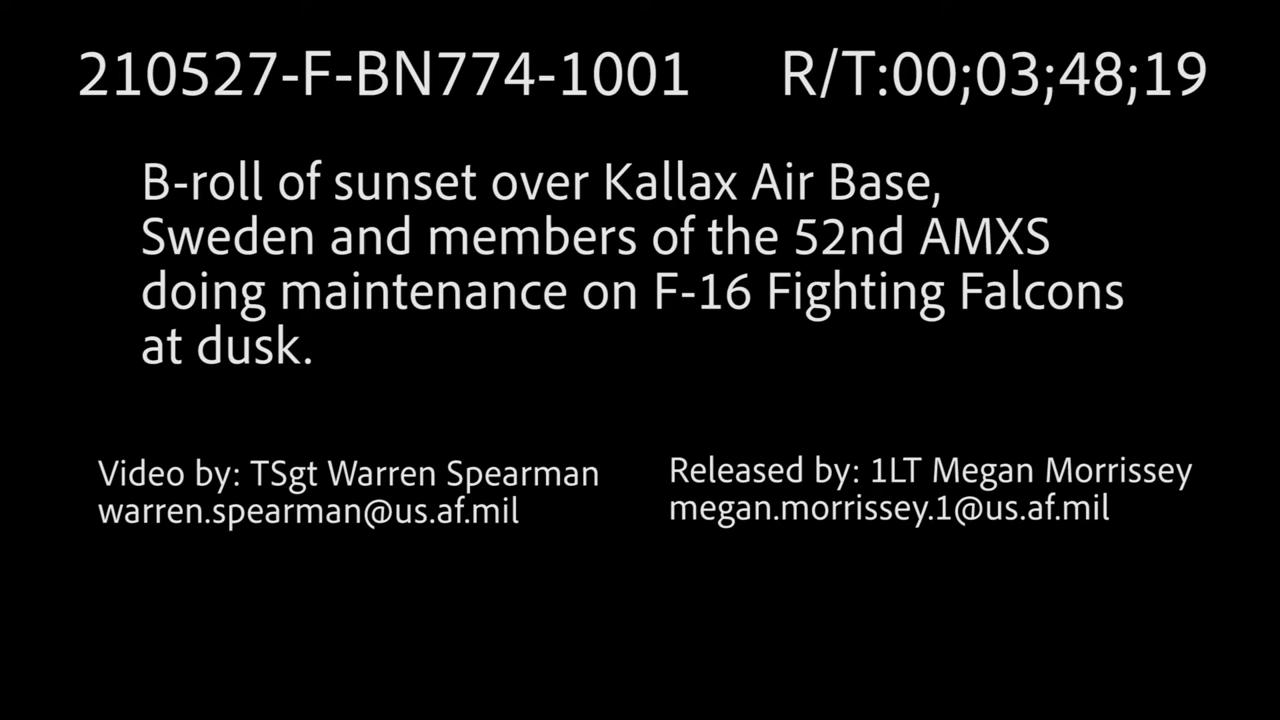 210527-F-BN774-1001 R/T:00;03;48;19
B-roll of sunset over Kallax Air Base,
Sweden and members of the 52nd AMXS
doing maintenance on F-16 Fighting Falcons
at dusk.
Video by: TSgt Warren Spearman
warren.spearman@us.af.mil
Released by: 1LT Megan Morrissey
megan.morrissey.1@us.af.mil